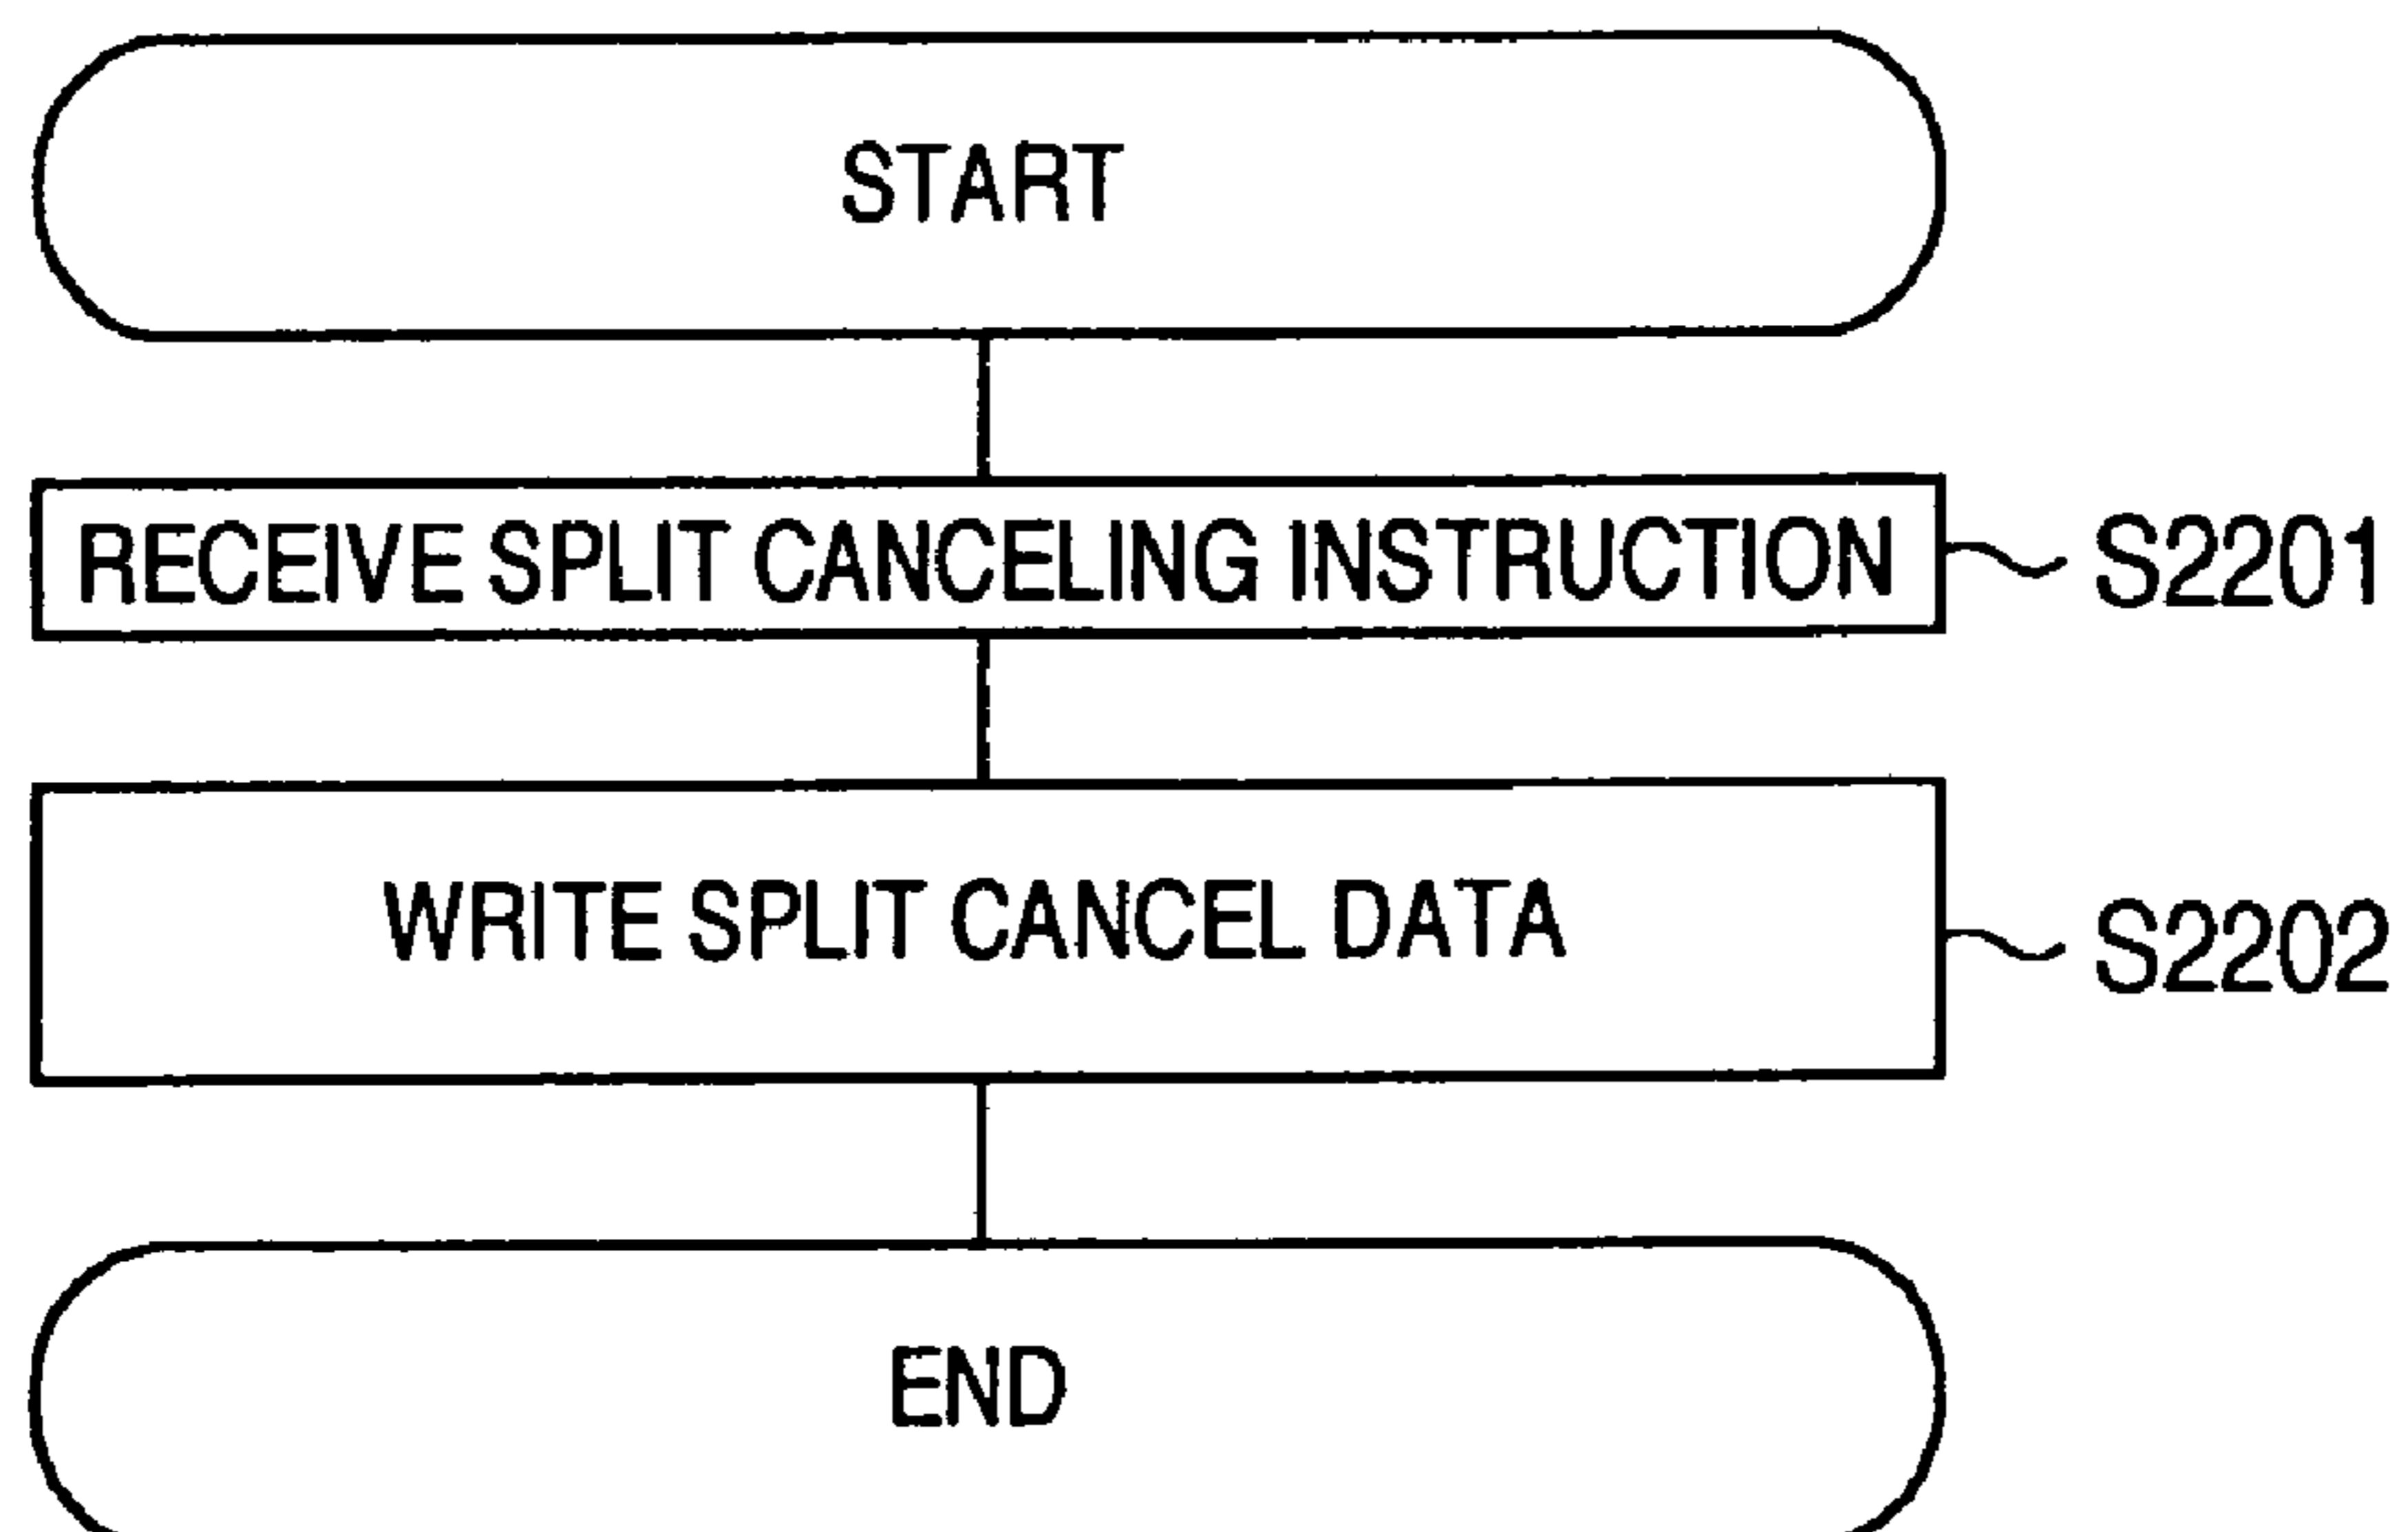 START
RECEIVE SPLIT CANCELING INSTRUCTION
S2201
WRITE SPLIT CANCEL DATA
S2202
END